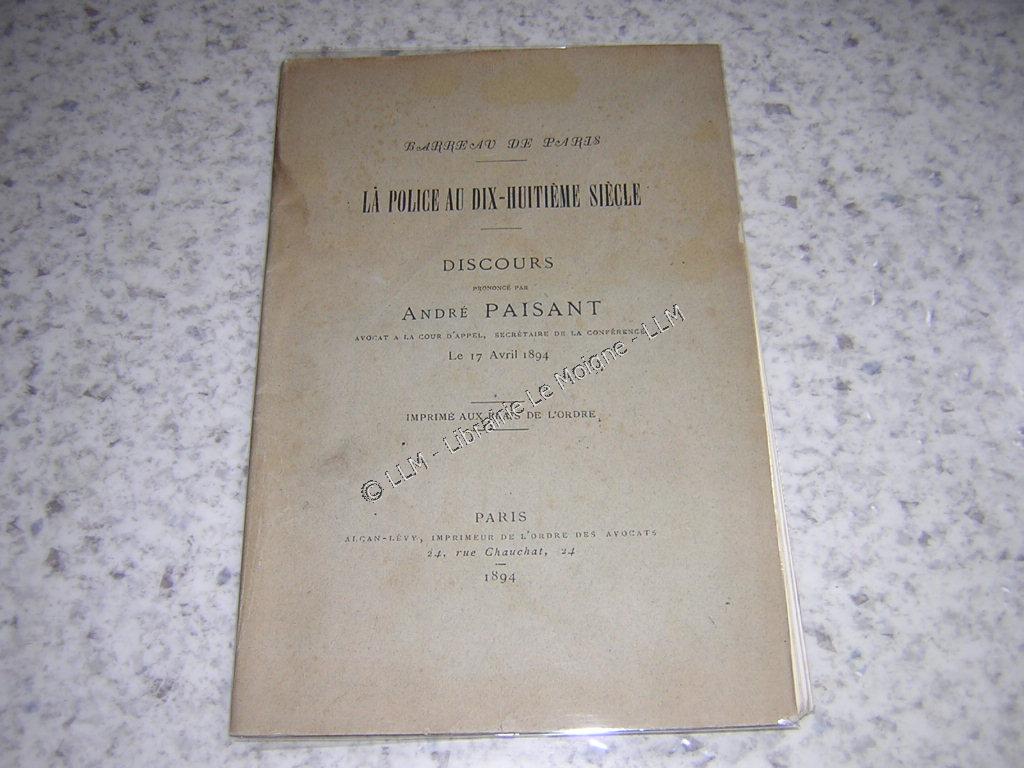 BARREAU DE PARIS
LA POLICE AU DIX-HUITIÈME SIÈCLE
DISCOURS
PRONONCÉ PAR
ANDRÉ PAISANT
AVOCAT A LA COUR D'APPEL, SECRÉTAIRE DE LA CONFÉRENCE
Le 17 Avril 1894
IMPRIMÉ AUX FRAIS DE L'ORDRE
© LLM - Librairie Le Moigne - LLM
PARIS
ALCAN-LÉVY, IMPRIMEUR DE L'ORDRE DES AVOCATS
24, rue Chauchat, 24
1894